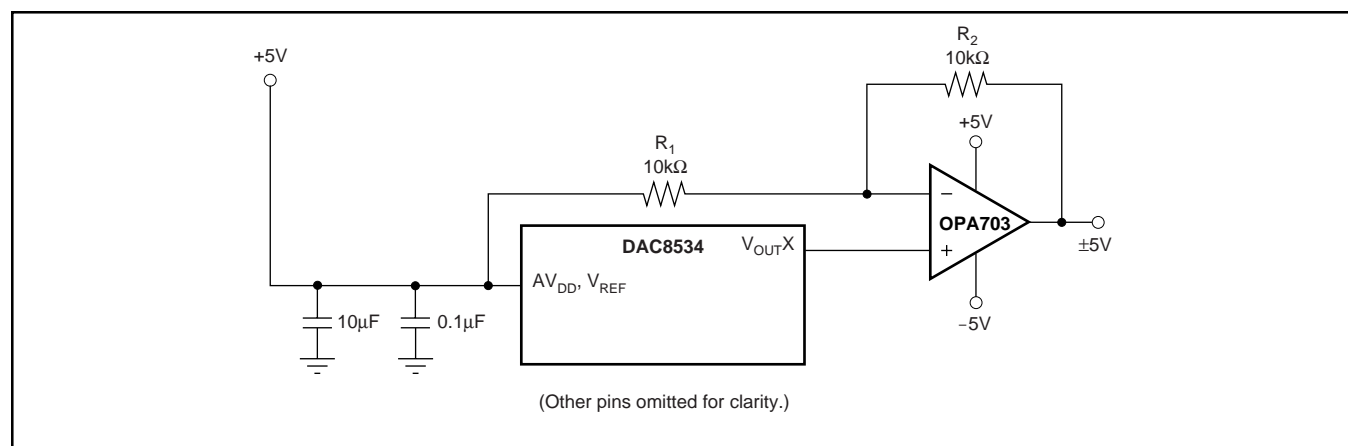 +5V
R2
10kΩ
+5V
R1
10kΩ
−
OPA703
+
±5V
−5V
DAC8534
VOUTX
AVDD, VREF
10µF
0.1µF
(Other pins omitted for clarity.)